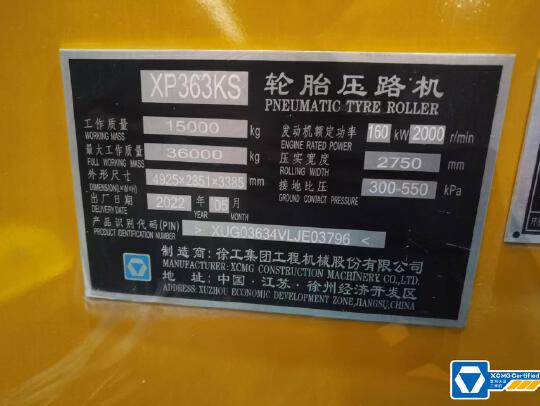 XP363KS 轮胎压路机
PNEUMATIC TYRE ROLLER
工作质量 15000 kg 发动机额定功率 160 kW 2000 r/min
WORKING MASS ENGINE RATED POWER
最大工作质量 36000 kg 压实宽度 2750 mm
FULL WORKING MASS ROLLING WIDTH
外形尺寸 4925×2851×3385 mm 接地比压 300-550 kPa
DIMENSION(L×W×H) GROUND CONTACT PRESSURE
出厂日期 2022 年 05 月
DELIVERY DATE YEAR MONTH
产品识别代码(PIN) > XUG03634VLJE03796 <
PRODUCT IDENTIFICATION NUMBER
制造商:徐工集团工程机械股份有限公司
MANUFACTURER: XCMG CONSTRUCTION MACHINERY CO.,LTD.
地址:中国·江苏·徐州经济开发区
ADDRESS: XUZHOU ECONOMIC DEVELOPMENT ZONE,JIANGSU,CHINA
XCMG Certified